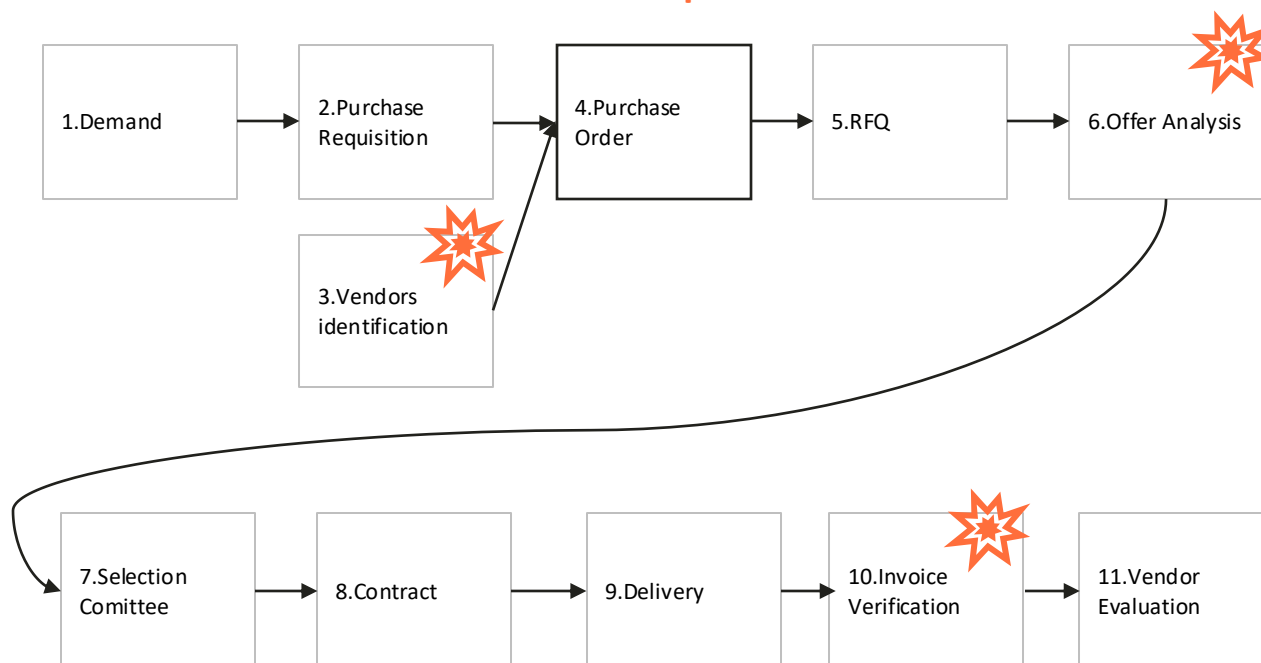 1.Demand
2.Purchase
Requisition
4.Purchase
Order
5.RFQ
6.Offer Analysis
3.Vendors
identification
7.Selection
Comittee
8.Contract
9.Delivery
10.Invoice
Verification
11.Vendor
Evaluation